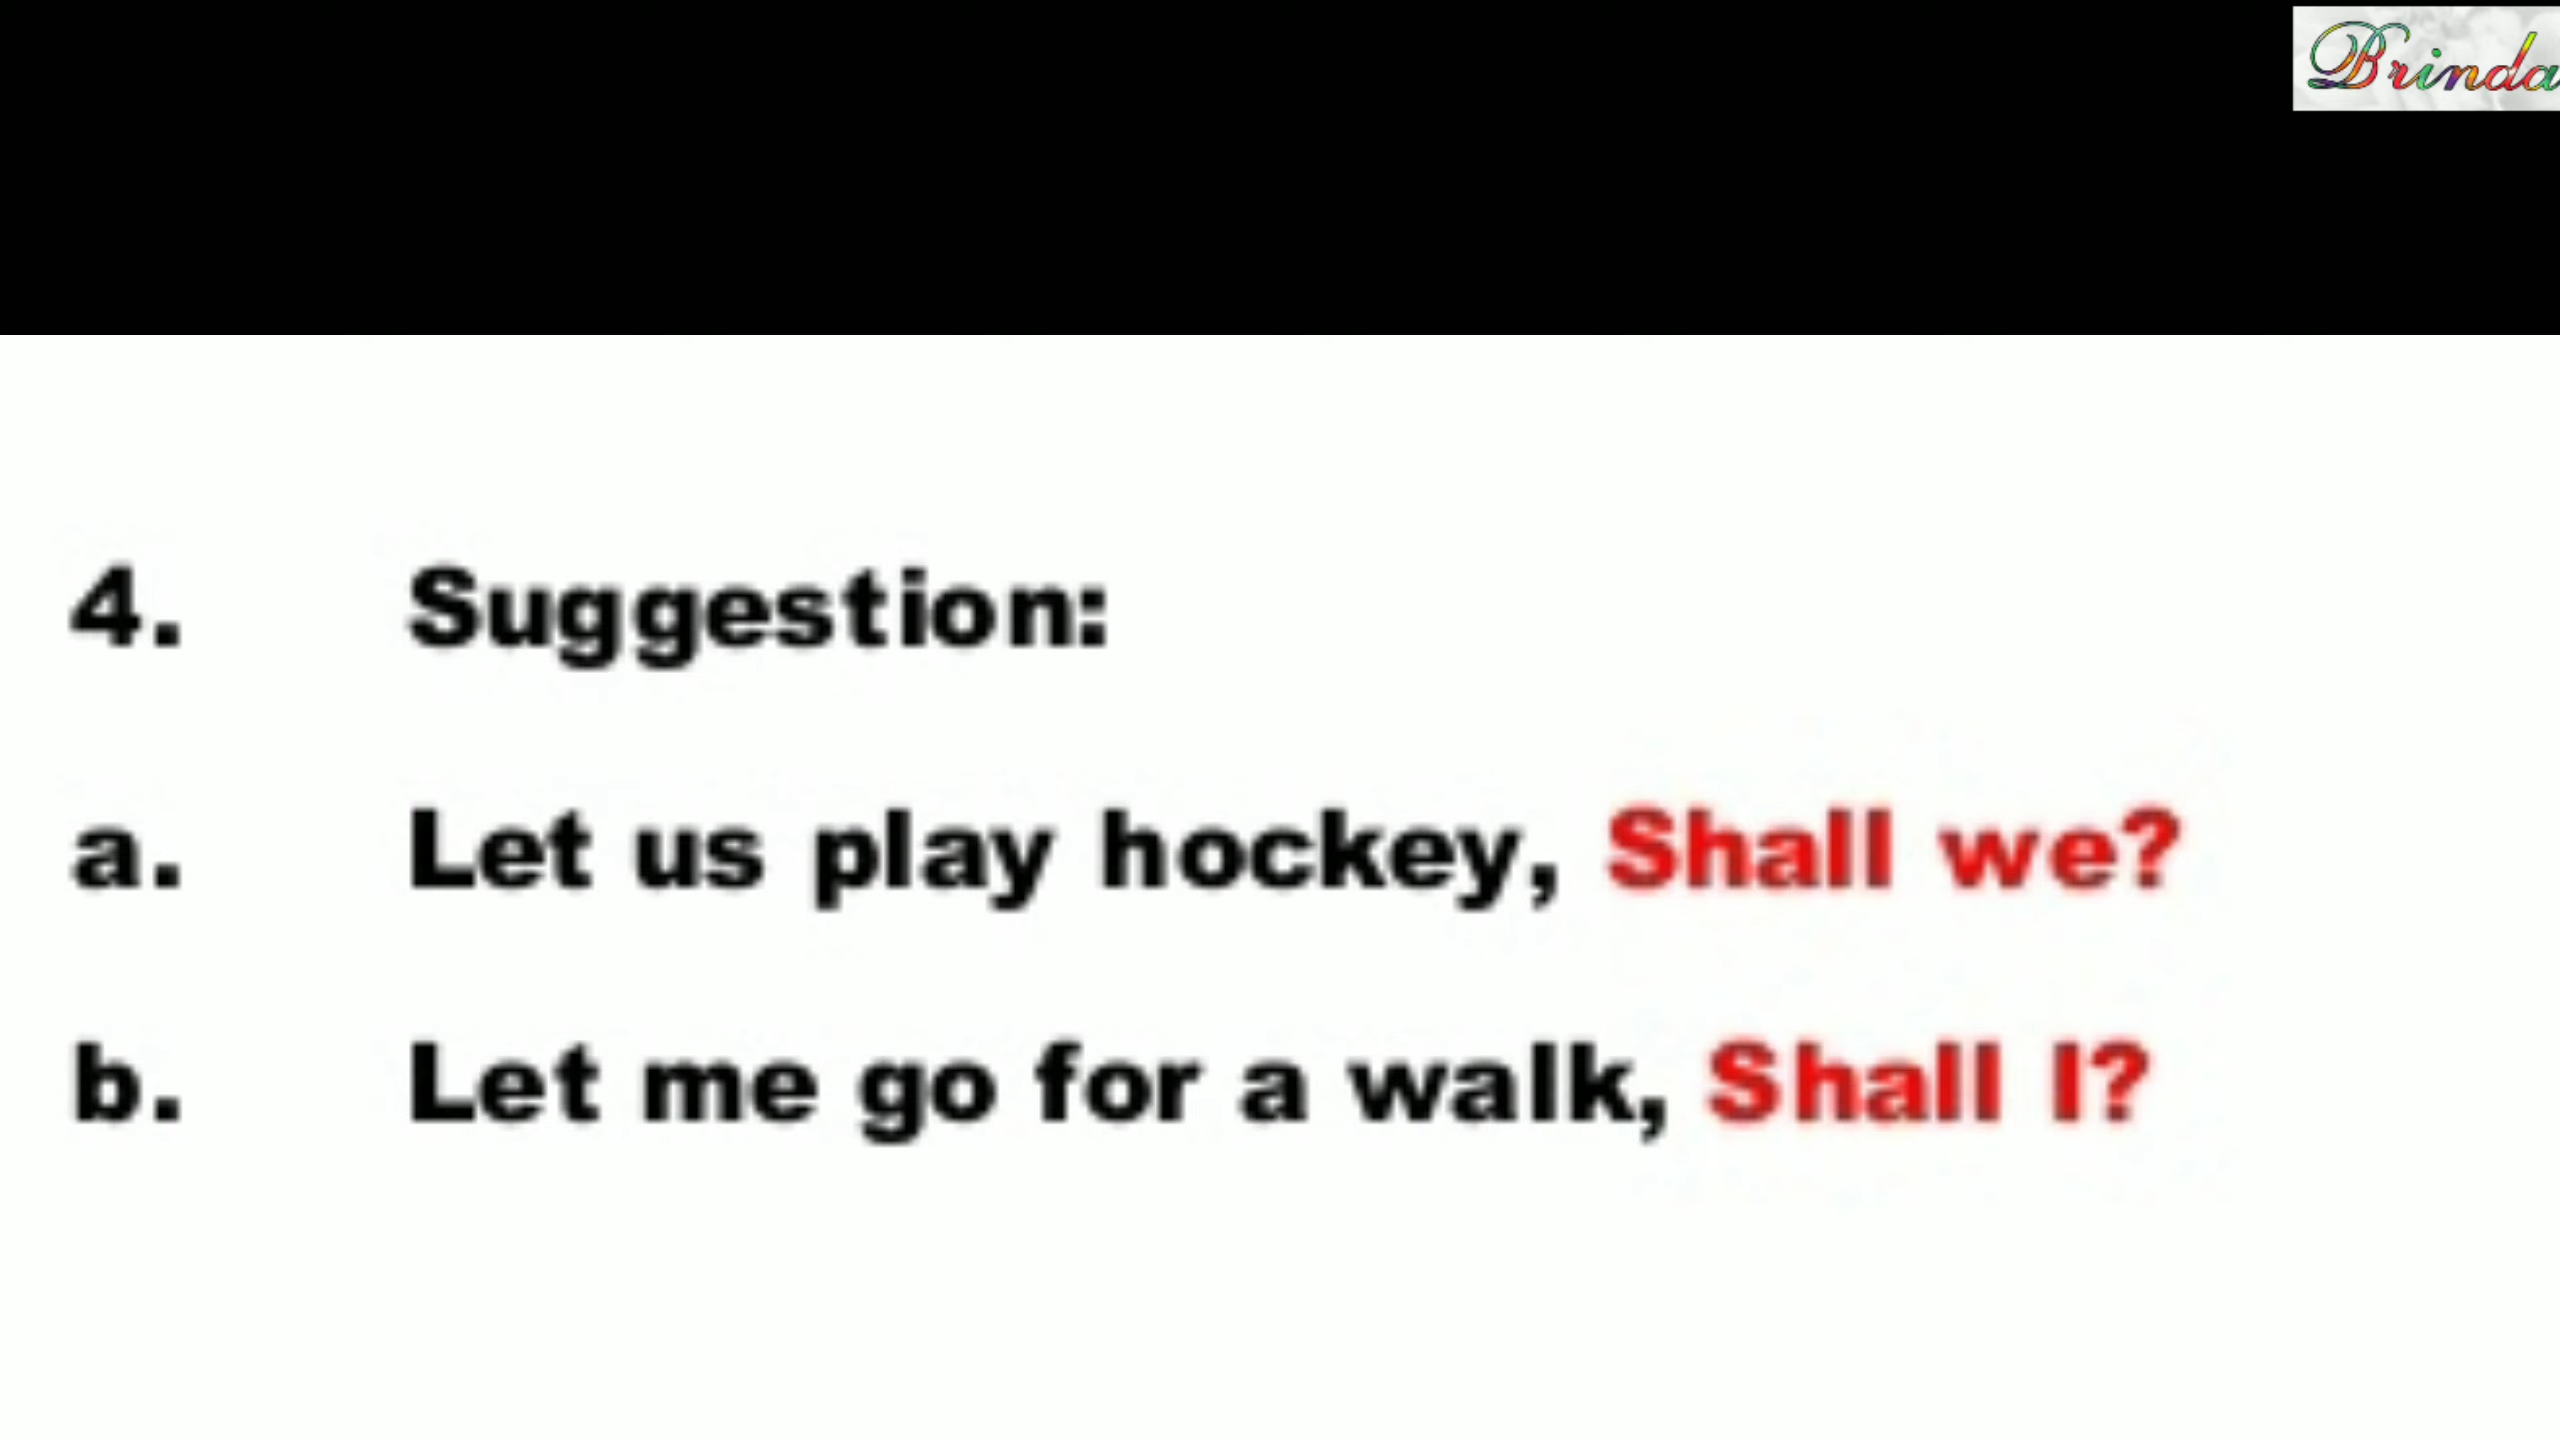 Brinda
4. Suggestion:
a. Let us play hockey, Shall we?
b. Let me go for a walk, Shall I?